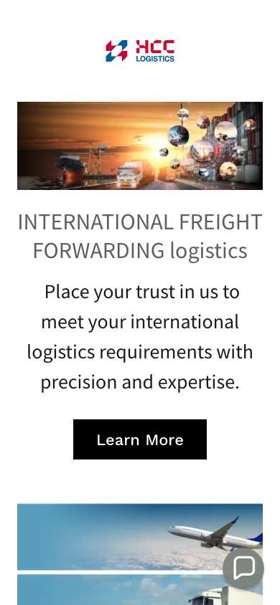 HCC
LOGISTICS
INTERNATIONAL FREIGHT
FORWARDING logistics
Place your trust in us to
meet your international
logistics requirements with
precision and expertise.
Learn More